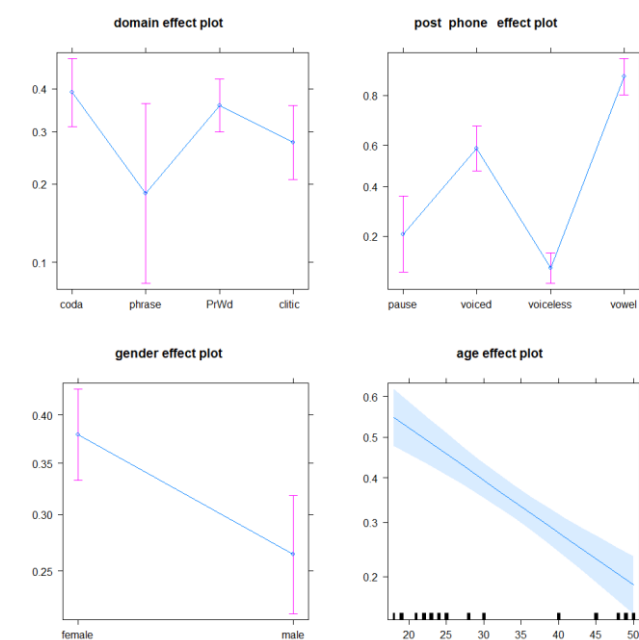 domain effect plot
0.4
0.3
0.2
0.1
coda phrase PrWd clitic
post phone effect plot
0.8
0.6
0.4
0.2
pause voiced voiceless vowel
gender effect plot
0.40
0.35
0.30
0.25
female male
age effect plot
0.6
0.5
0.4
0.3
0.2
20 25 30 35 40 45 50